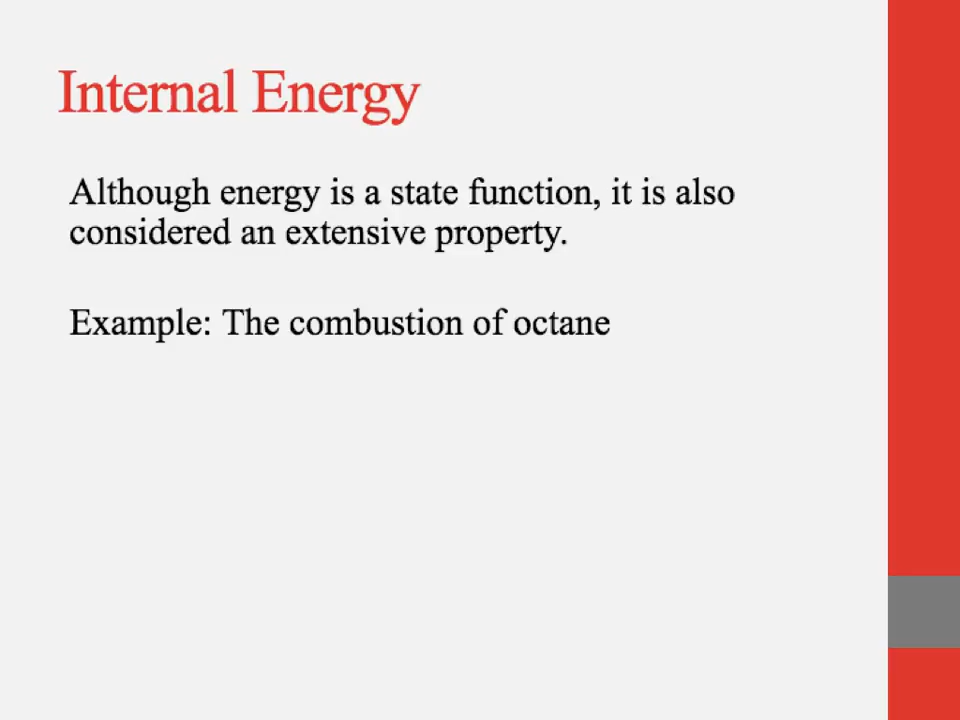 Internal Energy
Although energy is a state function, it is also
considered an extensive property.
Example: The combustion of octane